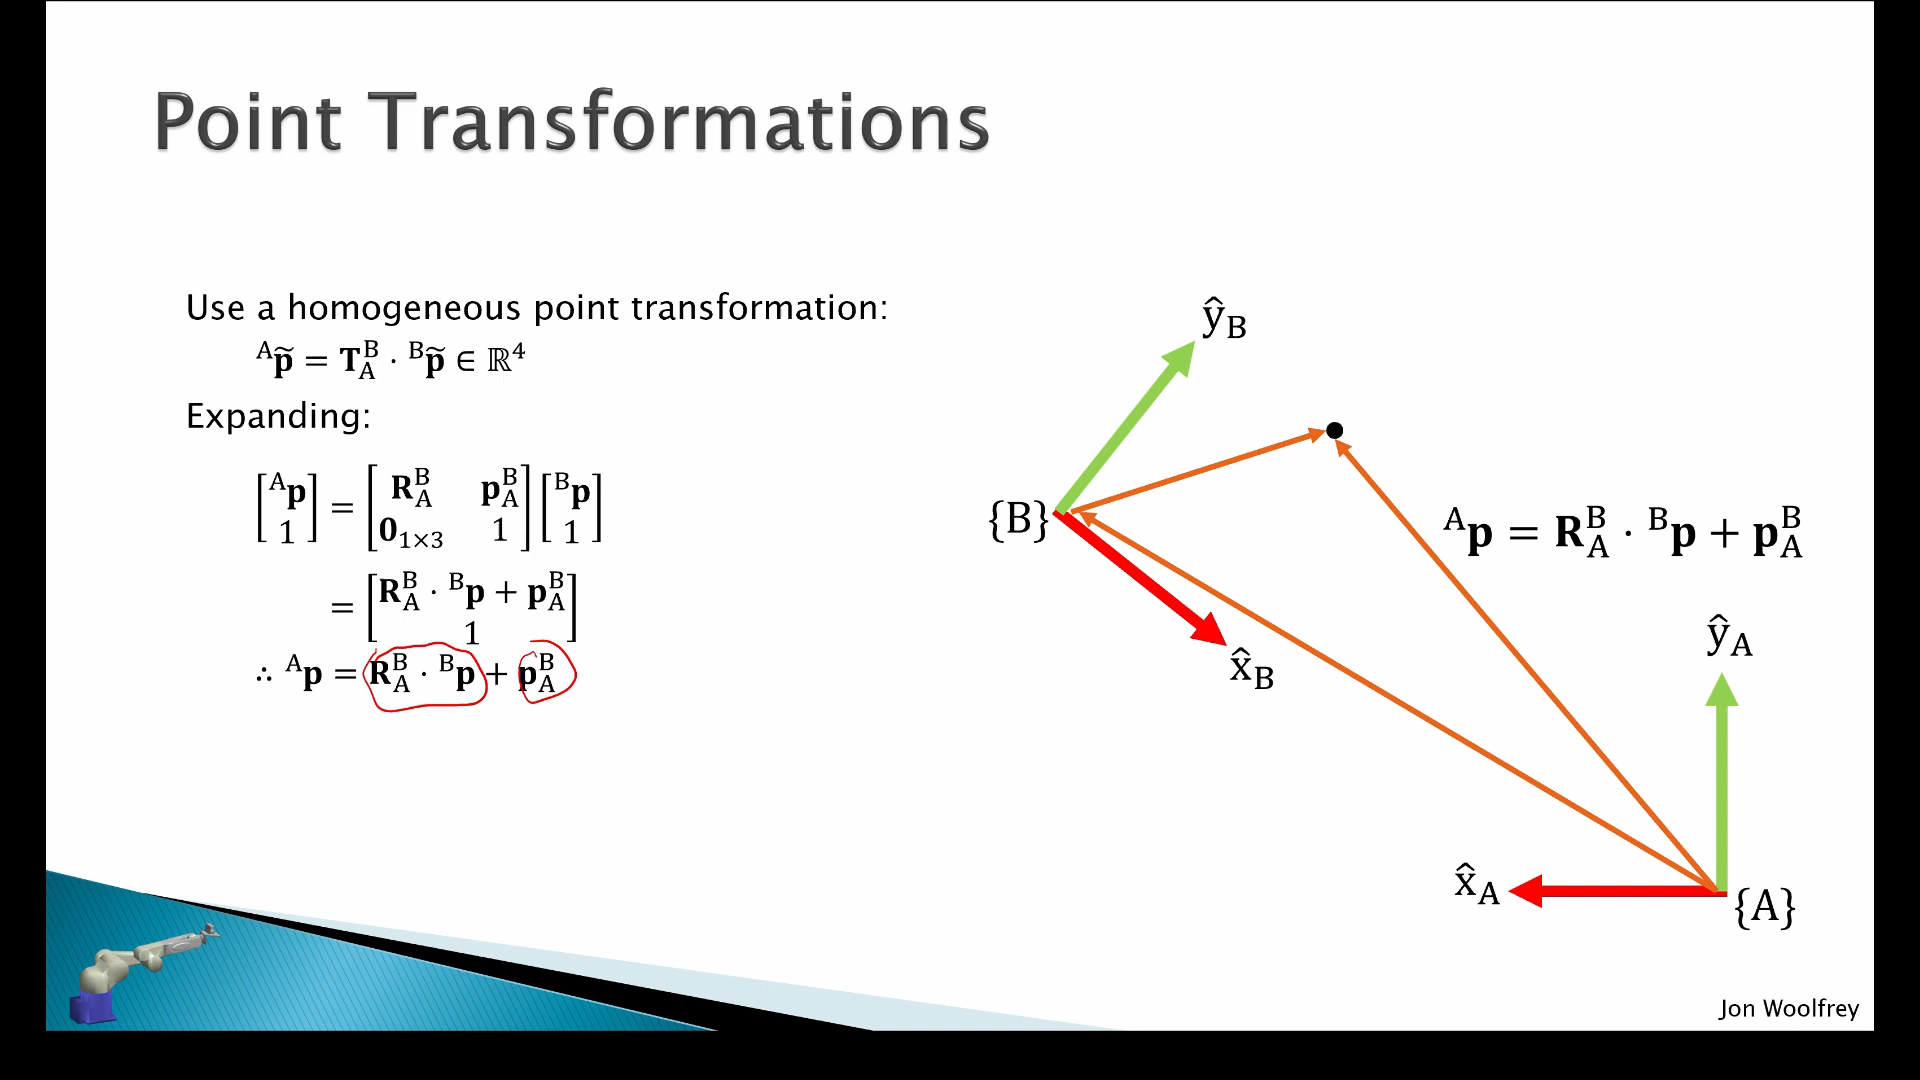 Point Transformations
Use a homogeneous point transformation:
ᴬp̃ = T_A^B · ᴮp̃ ∈ ℝ⁴
Expanding:
[ᴬp; 1] = [R_A^B p_A^B; 0_{1×3} 1] [ᴮp; 1]
= [R_A^B · ᴮp + p_A^B; 1]
∴ ᴬp = R_A^B · ᴮp + p_A^B
ŷ_B
{B}
x̂_B
ᴬp = R_A^B · ᴮp + p_A^B
ŷ_A
x̂_A
{A}
Jon Woolfrey